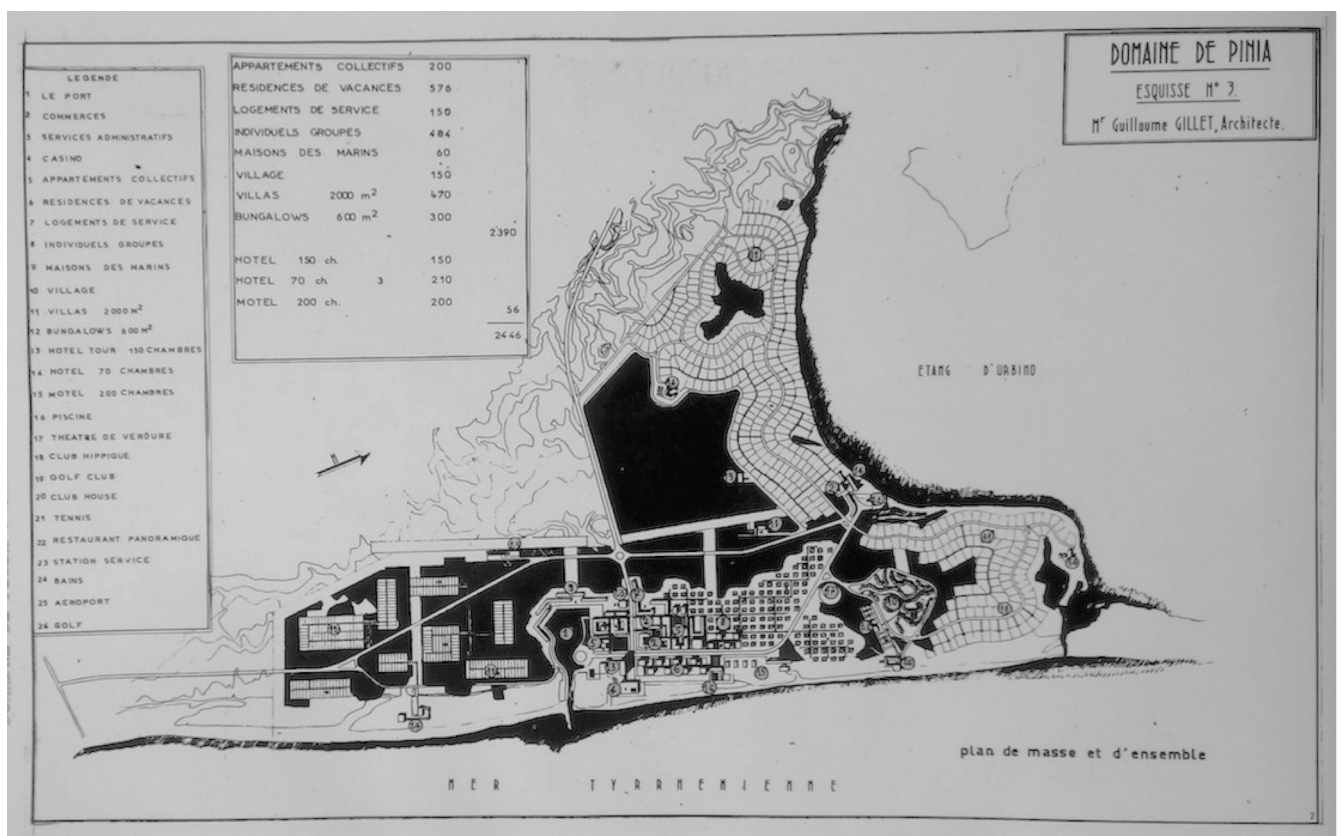 LEGENDE
1 LE PORT
2 COMMERCES
3 SERVICES ADMINISTRATIFS
4 CASINO
5 APPARTEMENTS COLLECTIFS
6 RESIDENCES DE VACANCES
7 LOGEMENTS DE SERVICE
8 INDIVIDUELS GROUPES
9 MAISONS DES MARINS
10 VILLAGE
11 VILLAS 2000 M²
12 BUNGALOWS 600 M²
13 HOTEL TOUR 150 CHAMBRES
14 HOTEL 70 CHAMBRES
15 MOTEL 200 CHAMBRES
16 PISCINE
17 THEATRE DE VERDURE
18 CLUB HIPPIQUE
19 GOLF CLUB
20 CLUB HOUSE
21 TENNIS
22 RESTAURANT PANORAMIQUE
23 STATION SERVICE
24 BAINS
25 AEROPORT
26 GOLF
APPARTEMENTS COLLECTIFS 200
RESIDENCES DE VACANCES 576
LOGEMENTS DE SERVICE 150
INDIVIDUELS GROUPES 484
MAISONS DES MARINS 60
VILLAGE 150
VILLAS 2000 m² 470
BUNGALOWS 600 m² 300
2390
HOTEL 150 ch. 150
HOTEL 70 ch. 3 210
MOTEL 200 ch. 200
56
2446
DOMAINE DE PINIA
ESQUISSE N° 3.
Mr Guillaume GILLET, Architecte.
ETANG D'URBINO
plan de masse et d'ensemble
MER TYRRHENIENNE
2